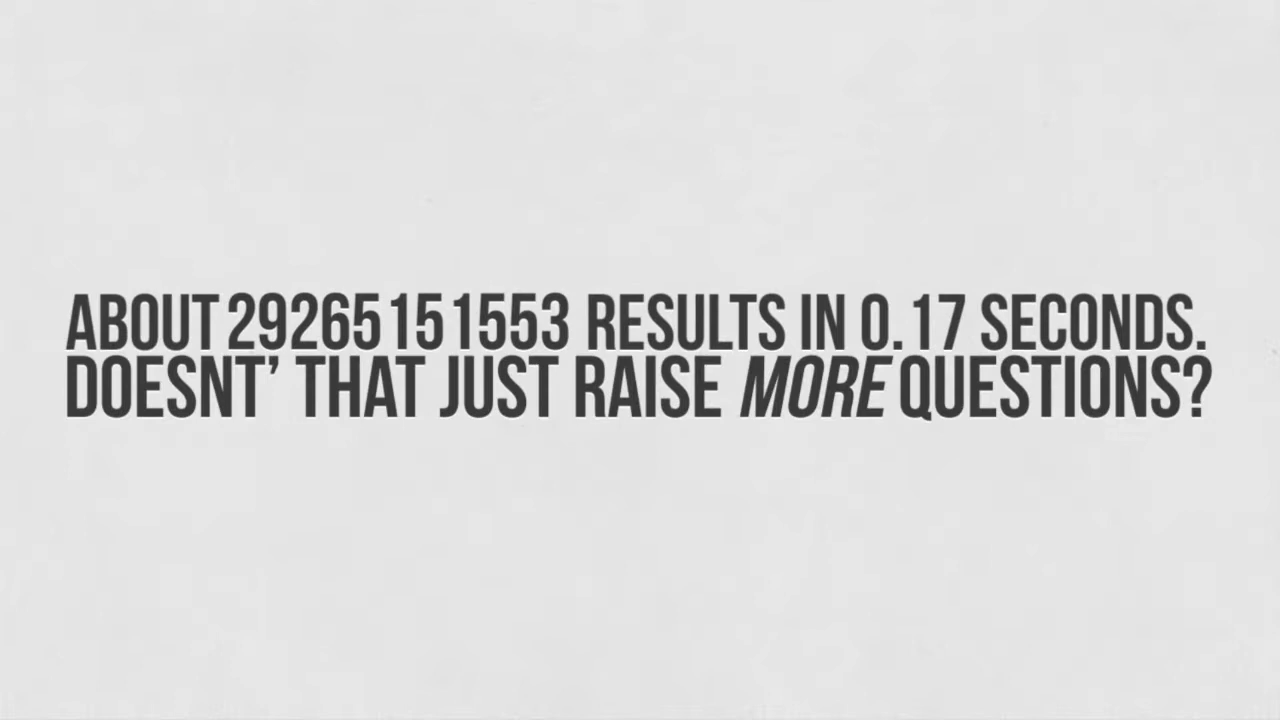 ABOUT 29265151553 RESULTS IN 0.17 SECONDS.
DOESNT’ THAT JUST RAISE MORE QUESTIONS?